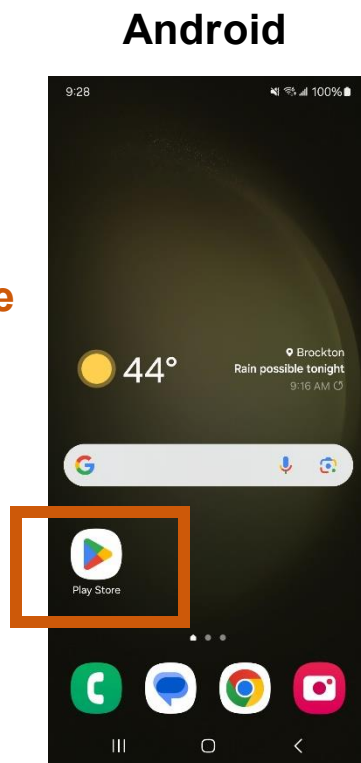 Android
9:28
100%
e
44°
Brockton
Rain possible tonight
9:16 AM
G
Play Store